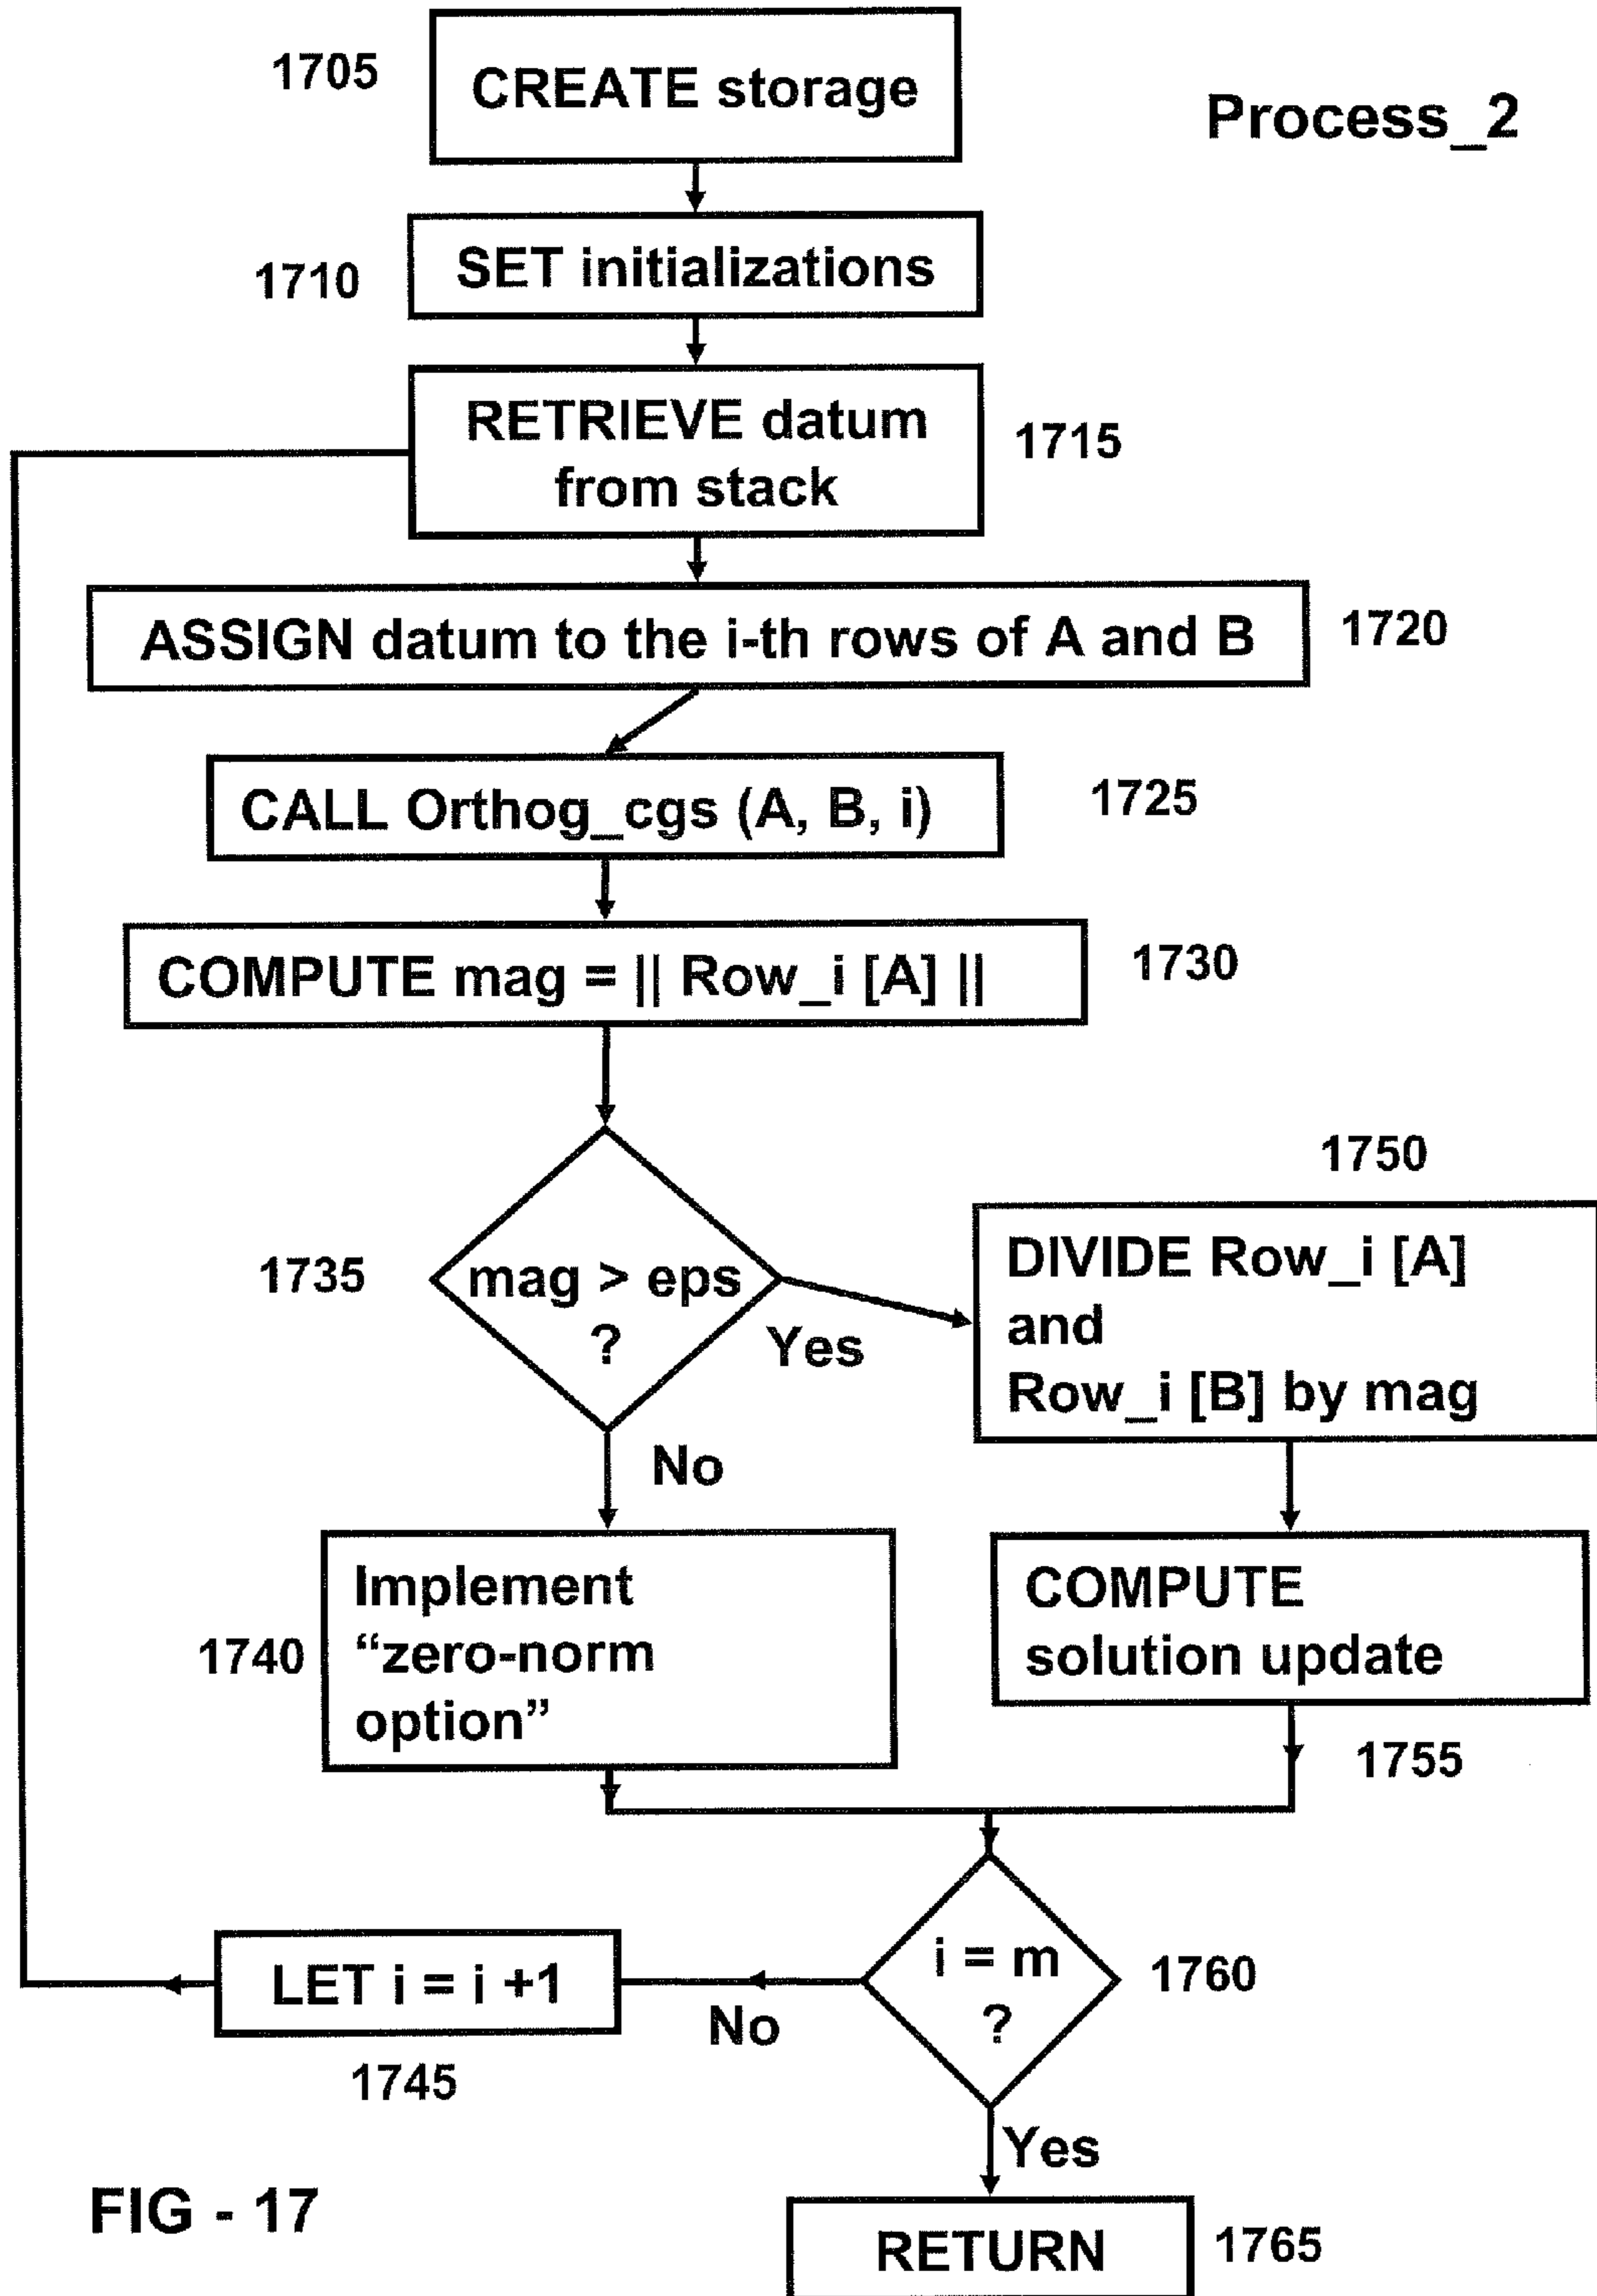 1705
CREATE storage
Process_2
1710
SET initializations
RETRIEVE datum
from stack
1715
ASSIGN datum to the i-th rows of A and B
1720
CALL Orthog_cgs (A, B, i)
1725
COMPUTE mag = || Row_i [A] ||
1730
1735
mag > eps
?
Yes
No
1750
DIVIDE Row_i [A]
and
Row_i [B] by mag
1740
Implement
“zero-norm
option”
COMPUTE
solution update
1755
i = m
?
1760
No
LET i = i +1
1745
Yes
RETURN
1765
FIG - 17